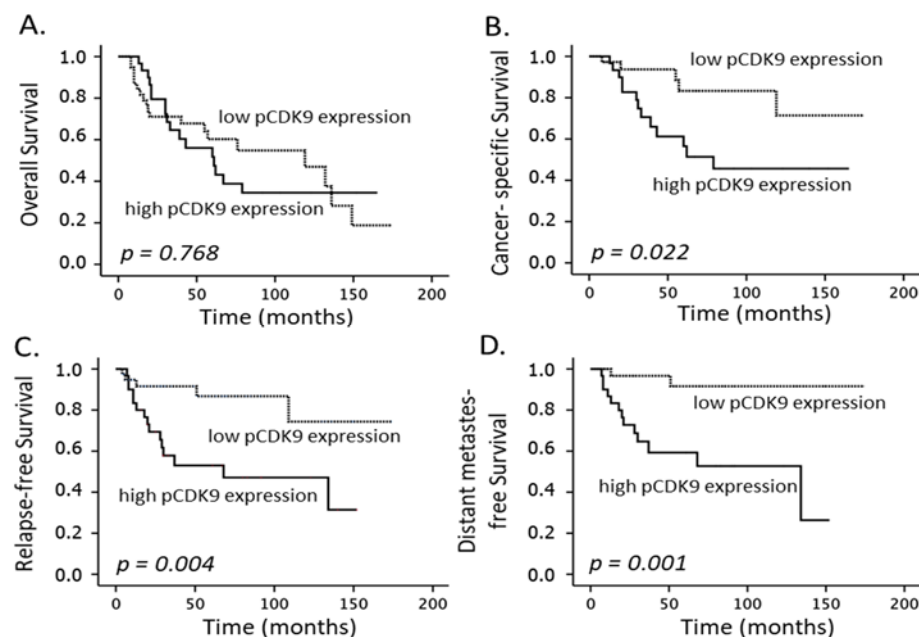 A.
1.0
0.8
0.6
0.4
0.2
0.0
Overall Survival
low pCDK9 expression
high pCDK9 expression
p = 0.768
0 50 100 150 200
Time (months)
B.
1.0
0.8
0.6
0.4
0.2
0.0
Cancer- specific Survival
low pCDK9 expression
high pCDK9 expression
p = 0.022
0 50 100 150 200
Time (months)
C.
1.0
0.8
0.6
0.4
0.2
0.0
Relapse-free Survival
low pCDK9 expression
high pCDK9 expression
p = 0.004
0 50 100 150 200
Time (months)
D.
1.0
0.8
0.6
0.4
0.2
0.0
Distant metastes-
free Survival
low pCDK9 expression
high pCDK9 expression
p = 0.001
0 50 100 150 200
Time (months)